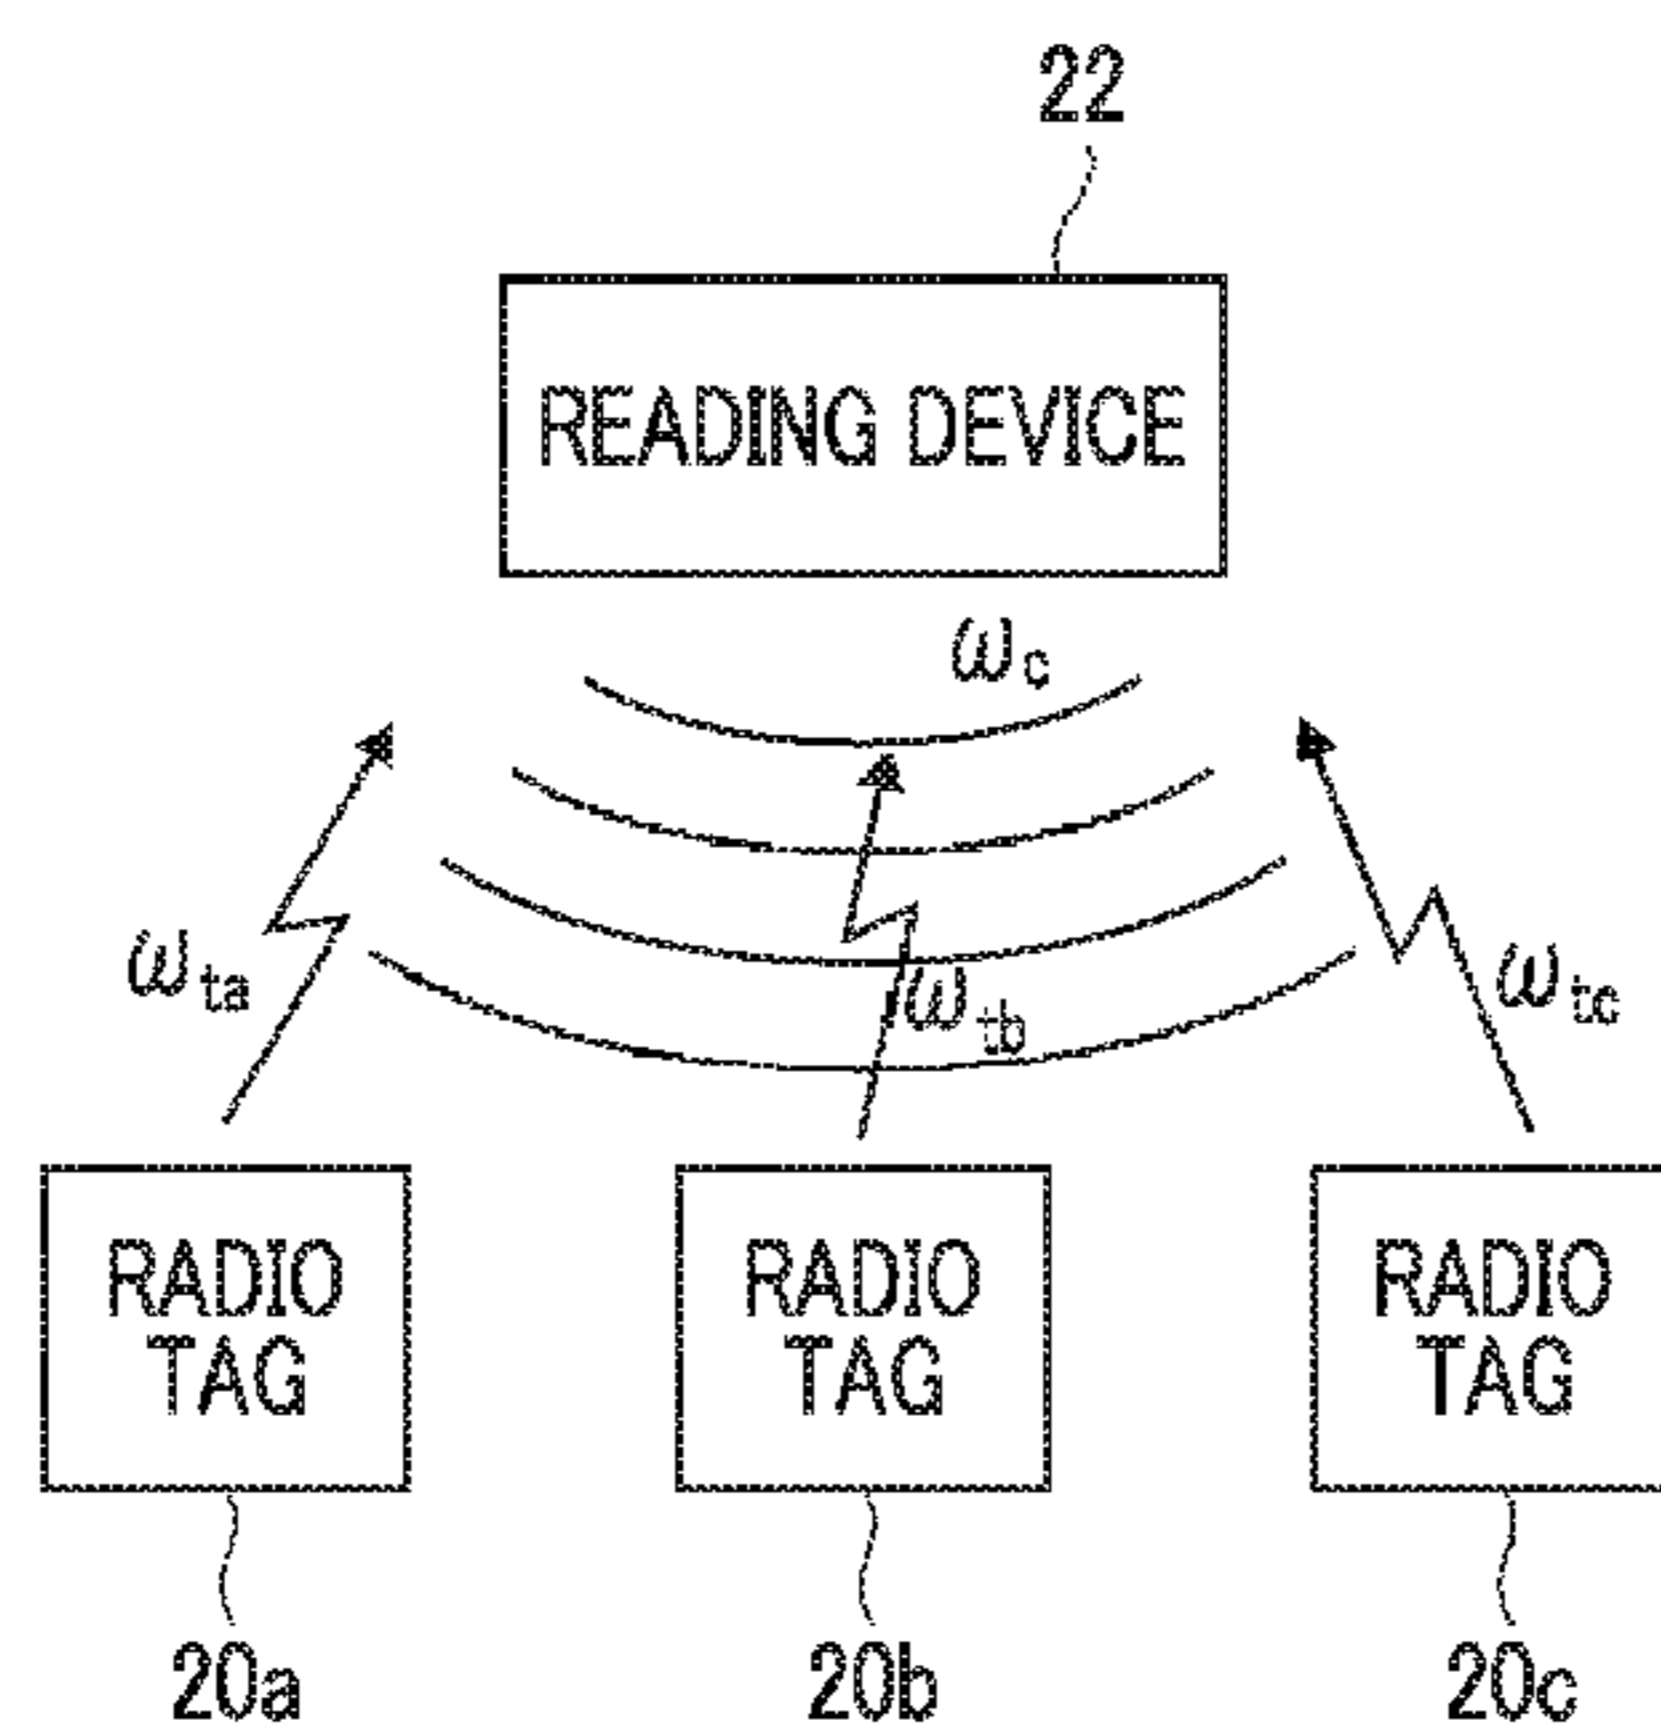 22
READING DEVICE
ωc
ωta
ωtb
ωtc
RADIO
TAG
RADIO
TAG
RADIO
TAG
20a
20b
20c